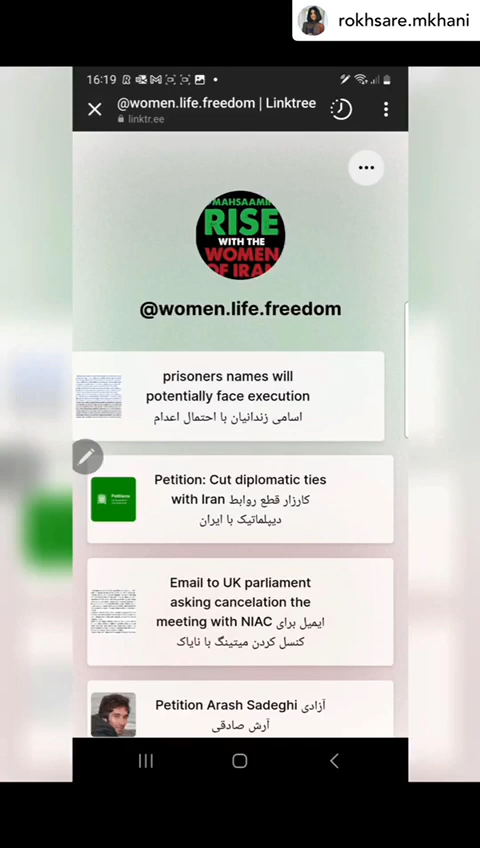 rokhsare.mkhani
16:19
@women.life.freedom | Linktree
linktr.ee
#MAHSAAMINI
RISE
WITH THE
WOMEN
OF IRAN
@women.life.freedom
prisoners names will
potentially face execution
اسامی زندانیان با احتمال اعدام
Petitions
Petition: Cut diplomatic ties
with Iran کارزار قطع روابط
دیپلماتیک با ایران
Email to UK parliament
asking cancelation the
meeting with NIAC ایمیل برای
کنسل کردن میتینگ با نایاک
Petition Arash Sadeghi آزادی
آرش صادقی